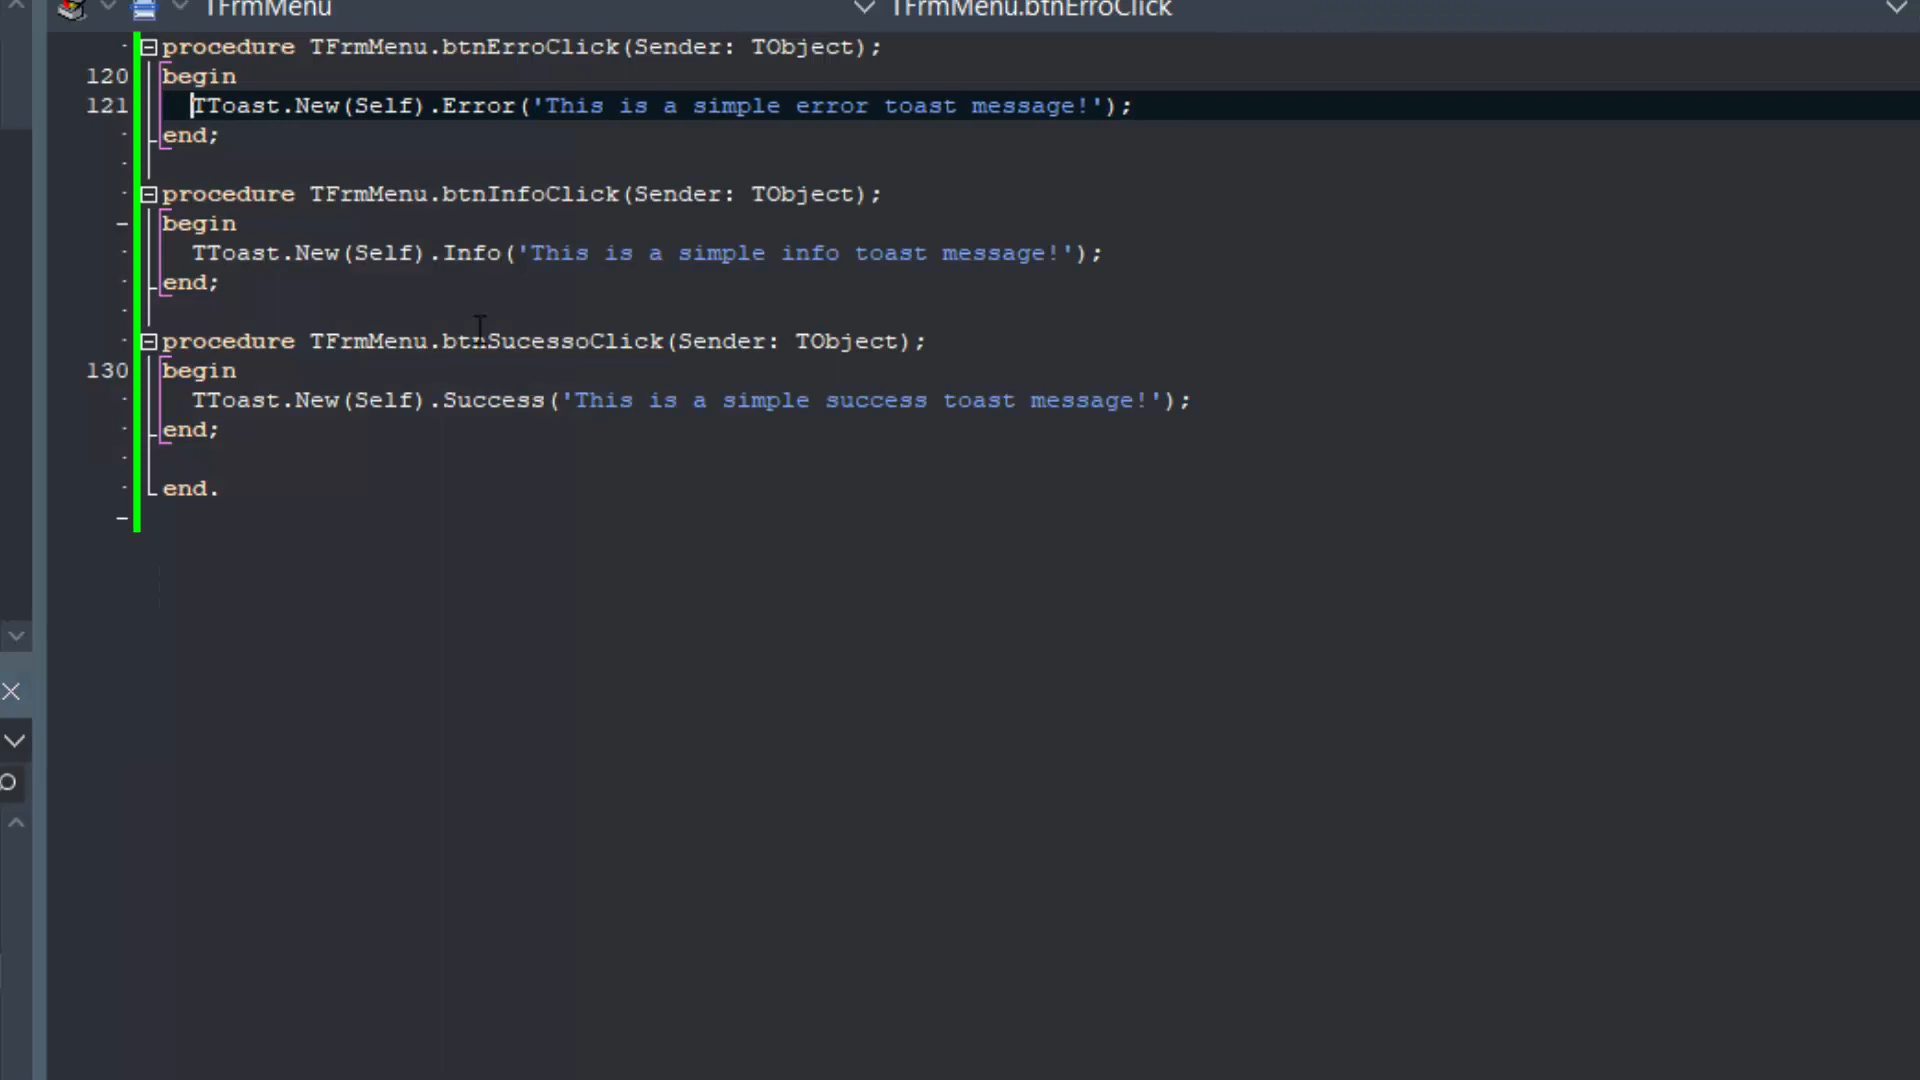 TFrmMenu TFrmMenu.btnErroClick
procedure TFrmMenu.btnErroClick(Sender: TObject);
120 begin
121 TToast.New(Self).Error('This is a simple error toast message!');
end;
procedure TFrmMenu.btnInfoClick(Sender: TObject);
begin
TToast.New(Self).Info('This is a simple info toast message!');
end;
procedure TFrmMenu.btnSucessoClick(Sender: TObject);
130 begin
TToast.New(Self).Success('This is a simple success toast message!');
end;
end.